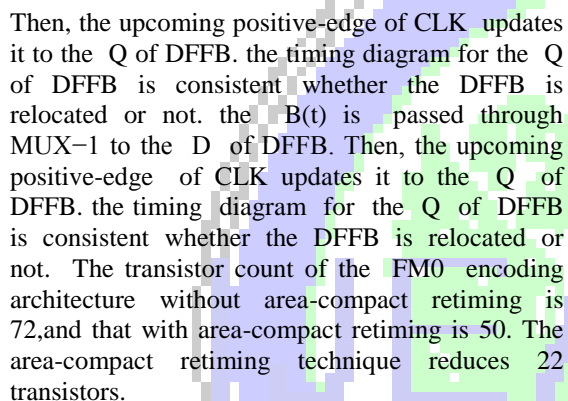 Then, the upcoming positive-edge of CLK updates
it to the Q of DFFB. the timing diagram for the Q
of DFFB is consistent whether the DFFB is
relocated or not. the B(t) is passed through
MUX−1 to the D of DFFB. Then, the upcoming
positive-edge of CLK updates it to the Q of
DFFB. the timing diagram for the Q of DFFB
is consistent whether the DFFB is relocated or
not. The transistor count of the FM0 encoding
architecture without area-compact retiming is
72,and that with area-compact retiming is 50. The
area-compact retiming technique reduces 22
transistors.